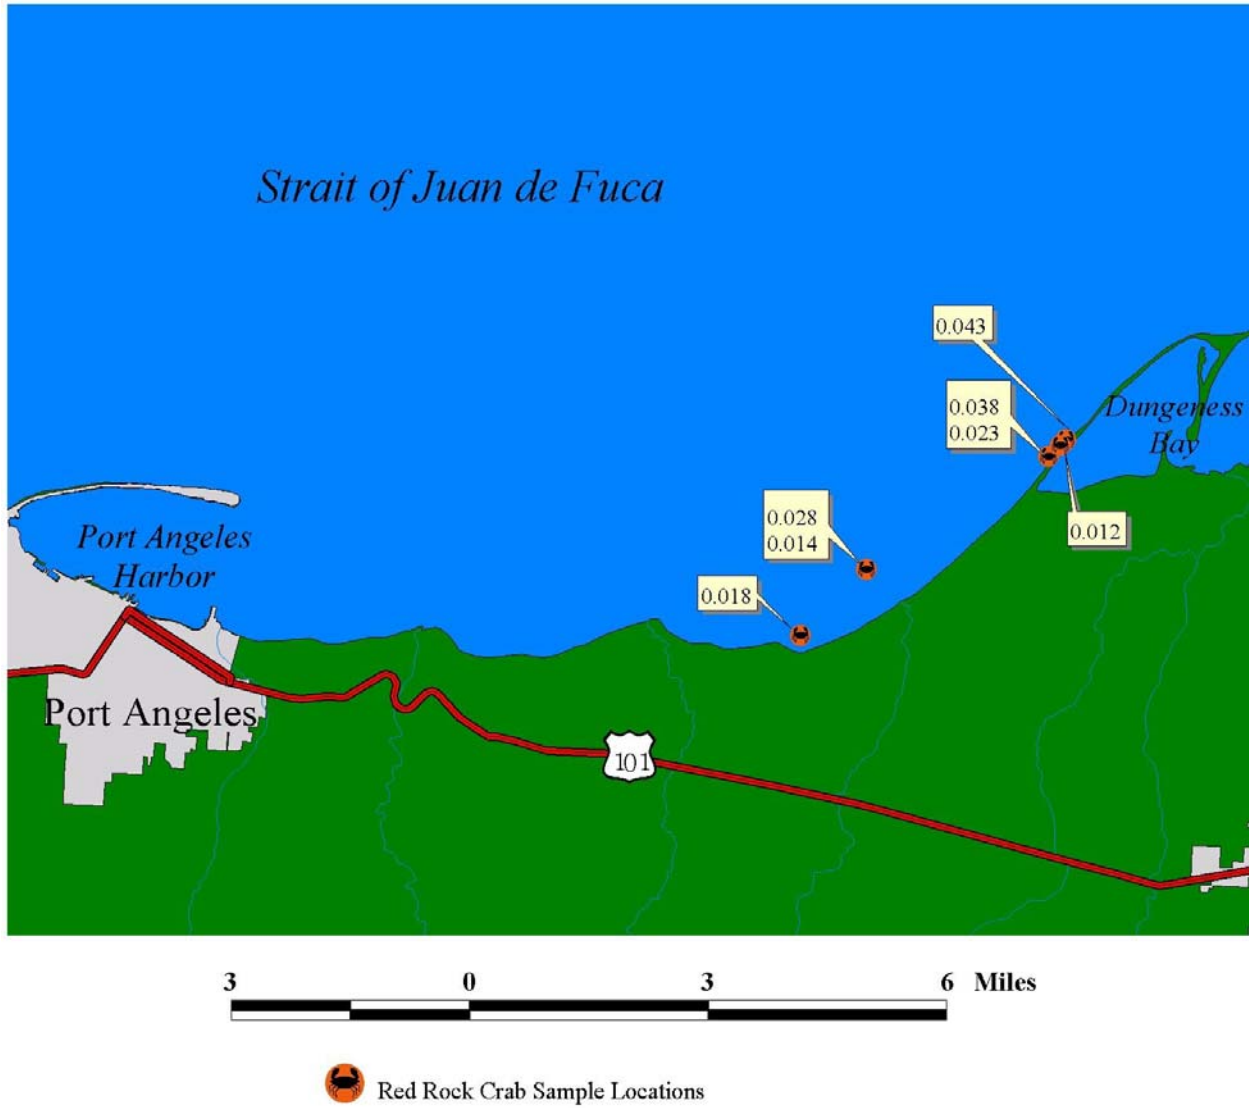 Strait of Juan de Fuca
0.043
0.038
0.023
Dungeness
Bay
0.012
0.028
0.014
0.018
Port Angeles
Harbor
Port Angeles
101
3 0 3 6 Miles
Red Rock Crab Sample Locations